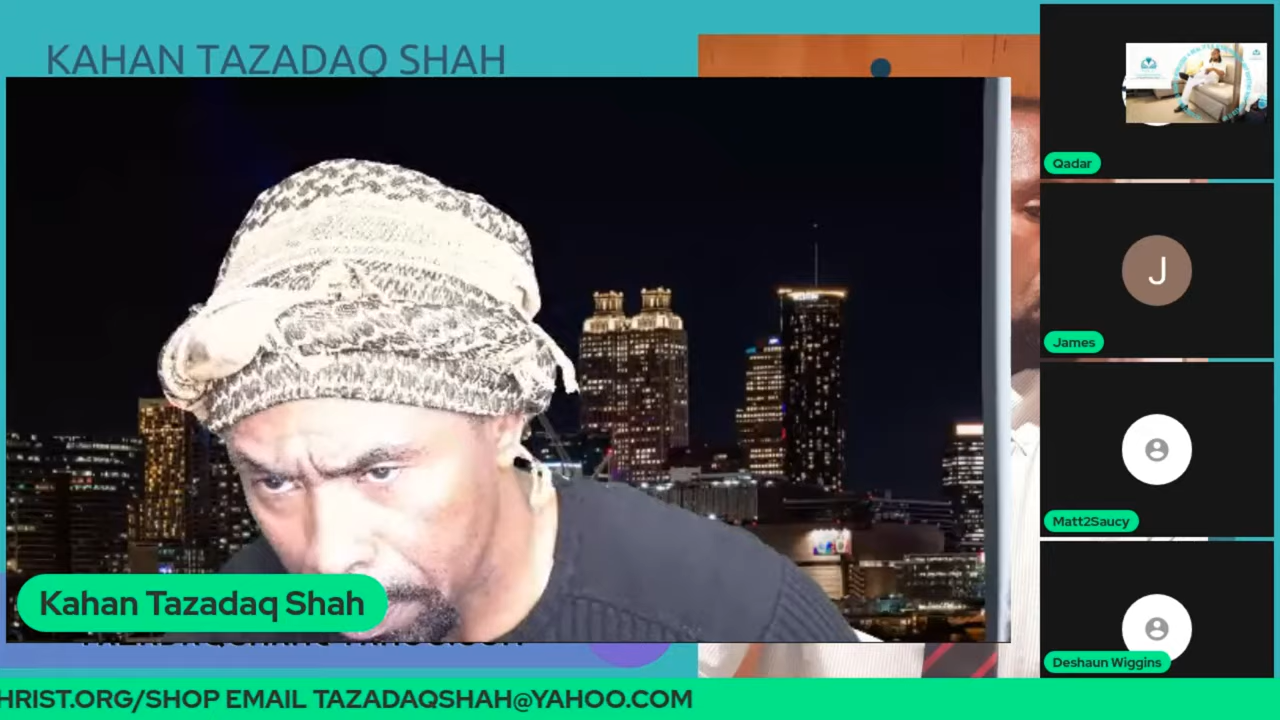 KAHAN TAZADAQ SHAH
Qadar
J
James
Matt2Saucy
Kahan Tazadaq Shah
Deshaun Wiggins
HRIST.ORG/SHOP EMAIL TAZADAQSHAH@YAHOO.COM